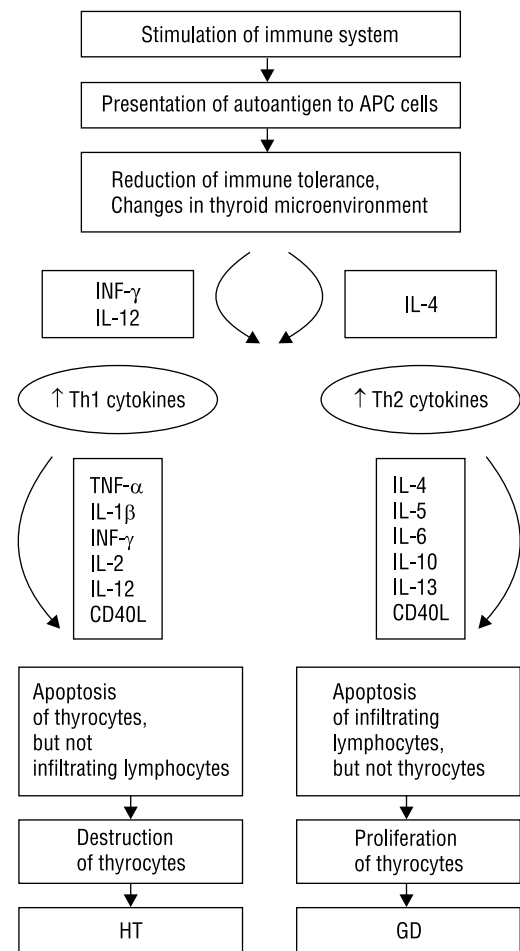 Stimulation of immune system
Presentation of autoantigen to APC cells
Reduction of immune tolerance,
Changes in thyroid microenvironment
INF-γ
IL-12
IL-4
↑ Th1 cytokines
↑ Th2 cytokines
TNF-α
IL-1β
INF-γ
IL-2
IL-12
CD40L
IL-4
IL-5
IL-6
IL-10
IL-13
CD40L
Apoptosis
of thyrocytes,
but not
infiltrating lymphocytes
Apoptosis
of infiltrating
lymphocytes,
but not thyrocytes
Destruction
of thyrocytes
Proliferation
of thyrocytes
HT
GD